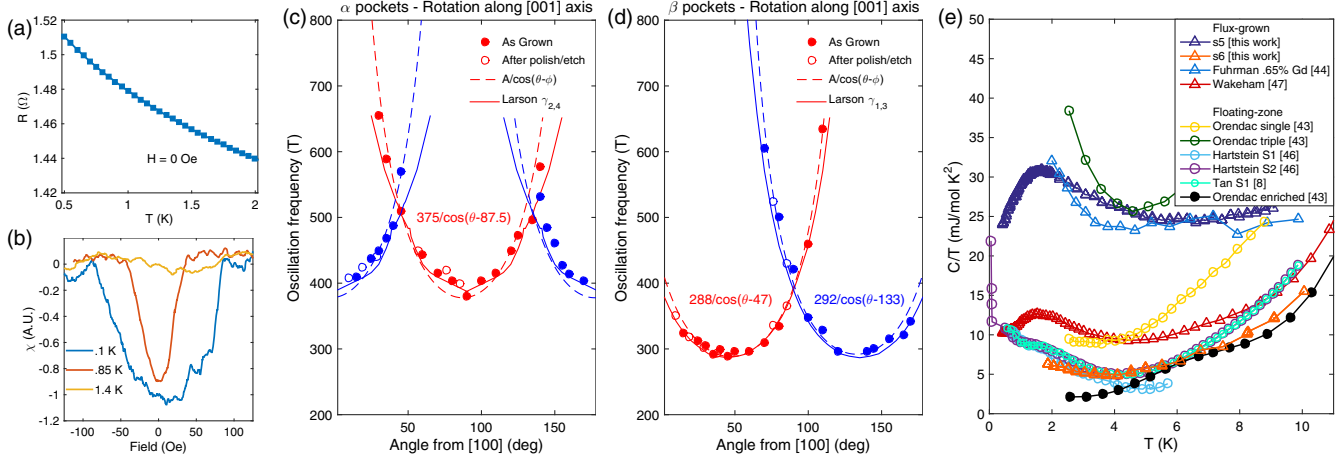 (a)
1.52
1.5
1.48
1.46
1.44
1.42
R (Ω)
H = 0 Oe
0.5
1
1.5
2
T (K)
(b)
0
-0.2
-0.4
-0.6
-0.8
-1
-1.2
χ (A.U.)
.1 K
.85 K
1.4 K
-100
-50
0
50
100
Field (Oe)
(c)
α pockets - Rotation along [001] axis
800
700
600
500
400
300
200
Oscillation frequency (T)
As Grown
After polish/etch
A/cos(θ-ϕ)
Larson γ2,4
375/cos(θ-87.5)
0
50
100
150
Angle from [100] (deg)
(d)
β pockets - Rotation along [001] axis
800
700
600
500
400
300
200
Oscillation frequency (T)
As Grown
After polish/etch
A/cos(θ-ϕ)
Larson γ1,3
288/cos(θ-47)
292/cos(θ-133)
0
50
100
150
Angle from [100] (deg)
(e)
50
45
40
35
30
25
20
15
10
5
0
C/T (mJ/mol K2)
Flux-grown
s5 [this work]
s6 [this work]
Fuhrman .65% Gd [44]
Wakeham [47]
Floating-zone
Orendac single [43]
Orendac triple [43]
Hartstein S1 [46]
Hartstein S2 [46]
Tan S1 [8]
Orendac enriched [43]
0
2
4
6
8
10
T (K)